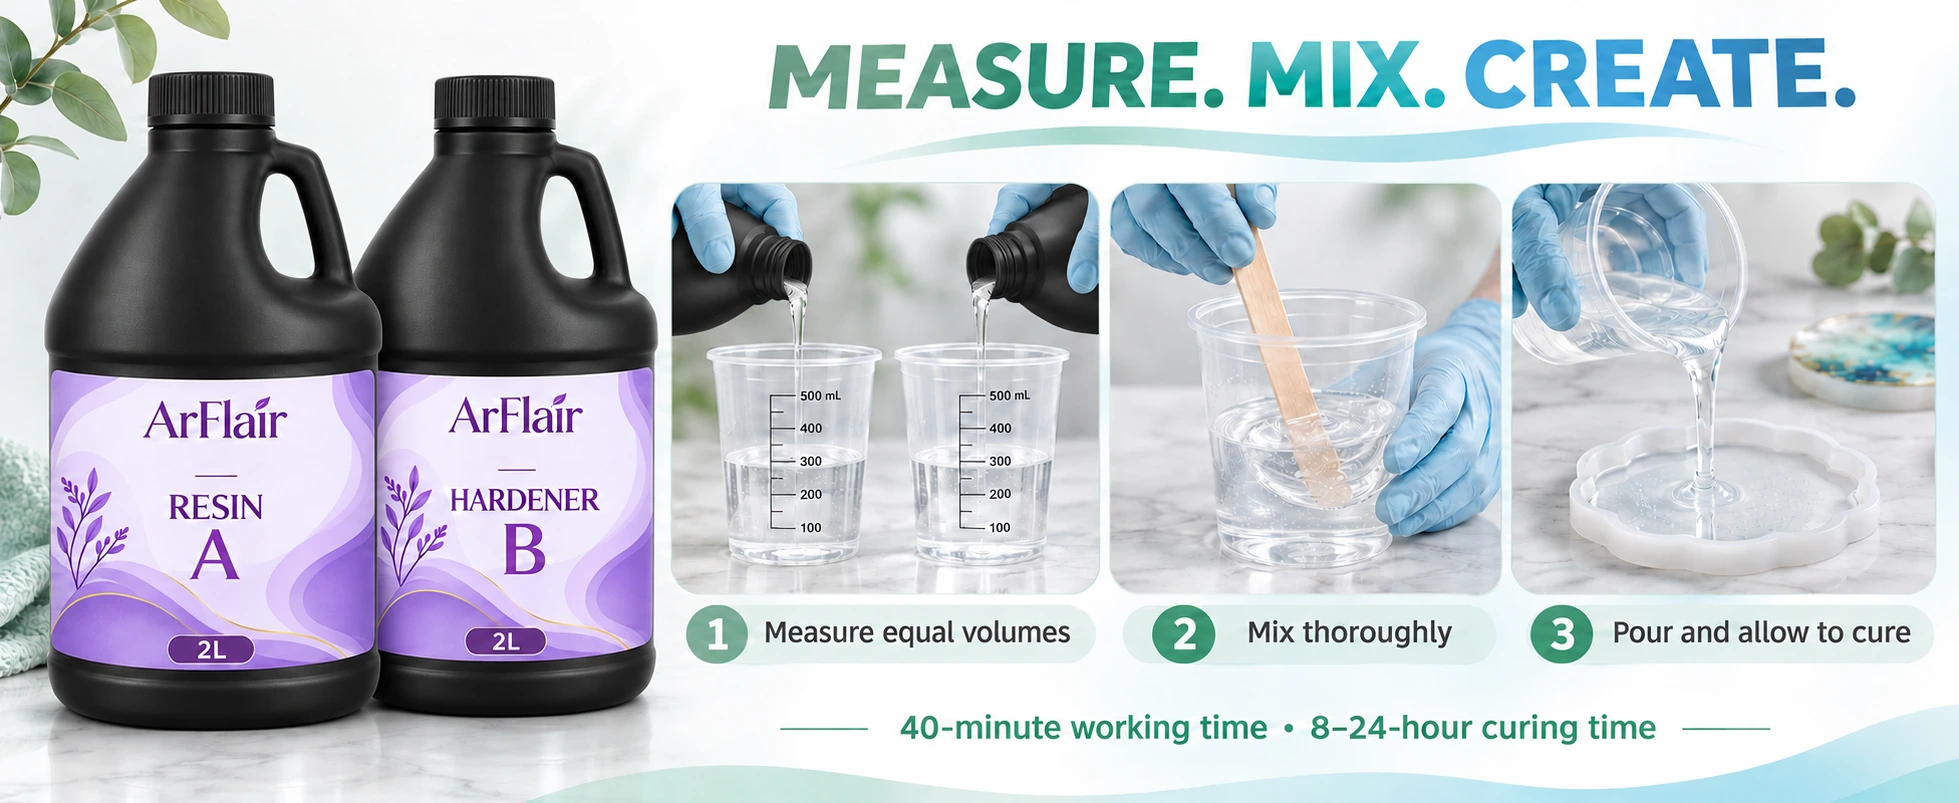 MEASURE. MIX. CREATE.
ArFlair
RESIN
A
2L
ArFlair
HARDENER
B
2L
500 mL
400
300
200
100
500 mL
400
300
200
100
1 Measure equal volumes
2 Mix thoroughly
3 Pour and allow to cure
40-minute working time • 8–24-hour curing time